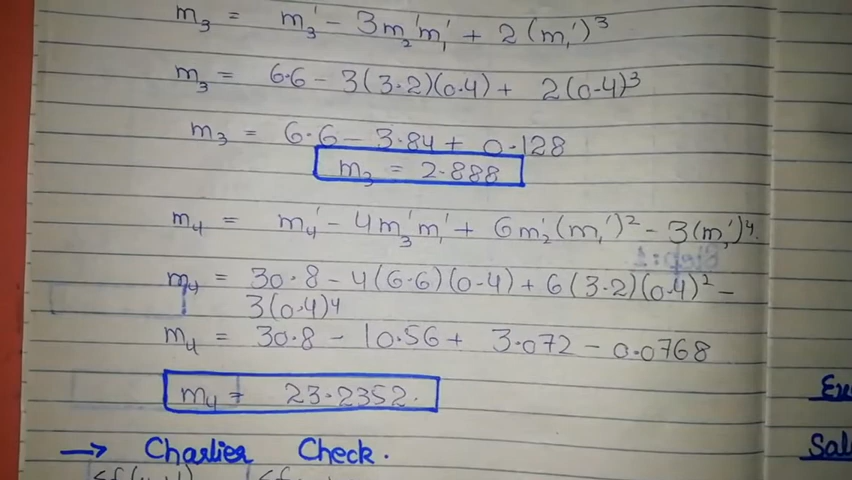 m₃ = m₃' - 3m₂'m₁' + 2(m₁')³
m₃ = 6.6 - 3(3.2)(0.4) + 2(0.4)³
m₃ = 6.6 - 3.84 + 0.128
m₃ = 2.888
m₄ = m₄' - 4m₃'m₁' + 6m₂'(m₁')² - 3(m₁')⁴.
m₄ = 30.8 - 4(6.6)(0.4) + 6(3.2)(0.4)² -
3(0.4)⁴
m₄ = 30.8 - 10.56 + 3.072 - 0.0768
m₄ = 23.2352.
→ Charlier Check.